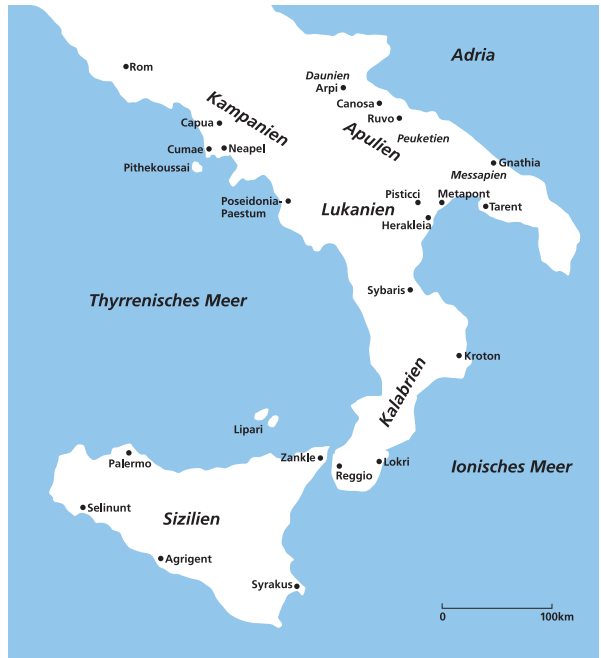 Adria
Rom
Daunien
Arpi
Canosa
Kampanien
Ruvo
Capua
Apulien
Peuketien
Cumae
Neapel
Gnathia
Pithekoussai
Messapien
Pisticci
Metapont
Poseidonia-
Paestum
Lukanien
Tarent
Herakleia
Sybaris
Thyrrenisches Meer
Kroton
Kalabrien
Lipari
Zankle
Lokri
Palermo
Reggio
Ionisches Meer
Selinunt
Sizilien
Agrigent
Syrakus
0 100km